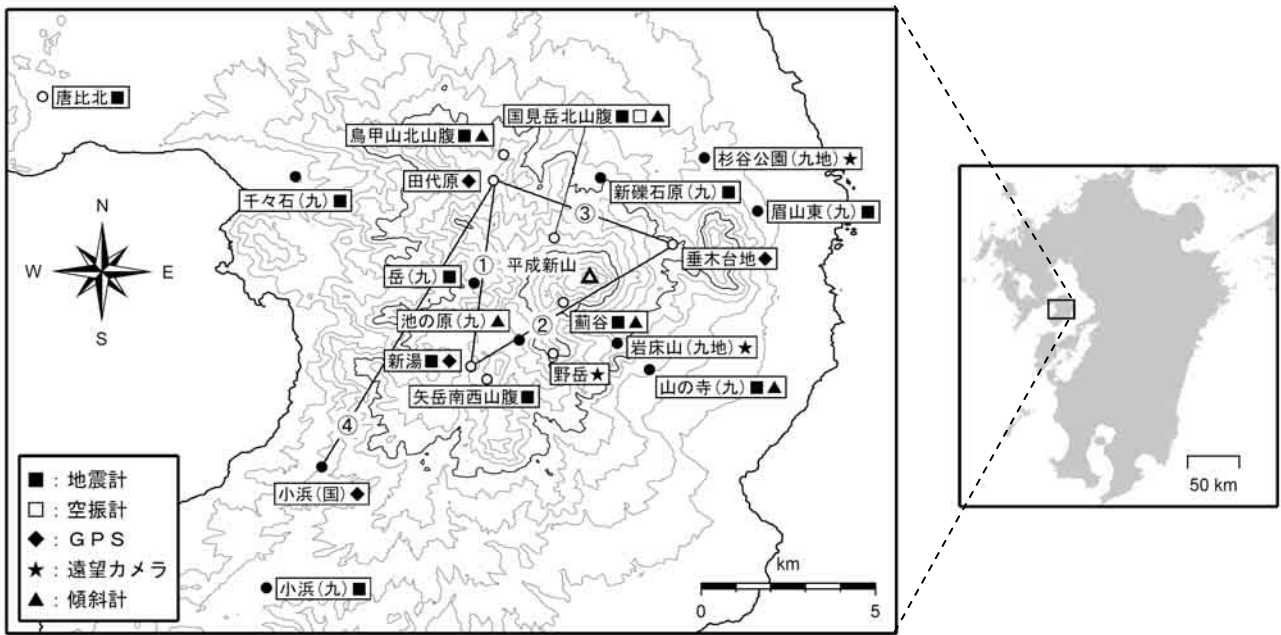 唐比北■
国見岳北山腹■□▲
鳥甲山北山腹■▲
杉谷公園(九地)★
田代原◆
新礫石原(九)■
千々石(九)■
③
眉山東(九)■
N
W E
S
垂木台地◆
平成新山
岳(九)■
①
池の原(九)▲
②
薊谷■▲
新湯■◆
岩床山(九地)★
野岳★
山の寺(九)■▲
矢岳南西山腹■
④
小浜(国)◆
小浜(九)■
■:地震計
□:空振計
◆:GPS
★:遠望カメラ
▲:傾斜計
km
0 5
50 km